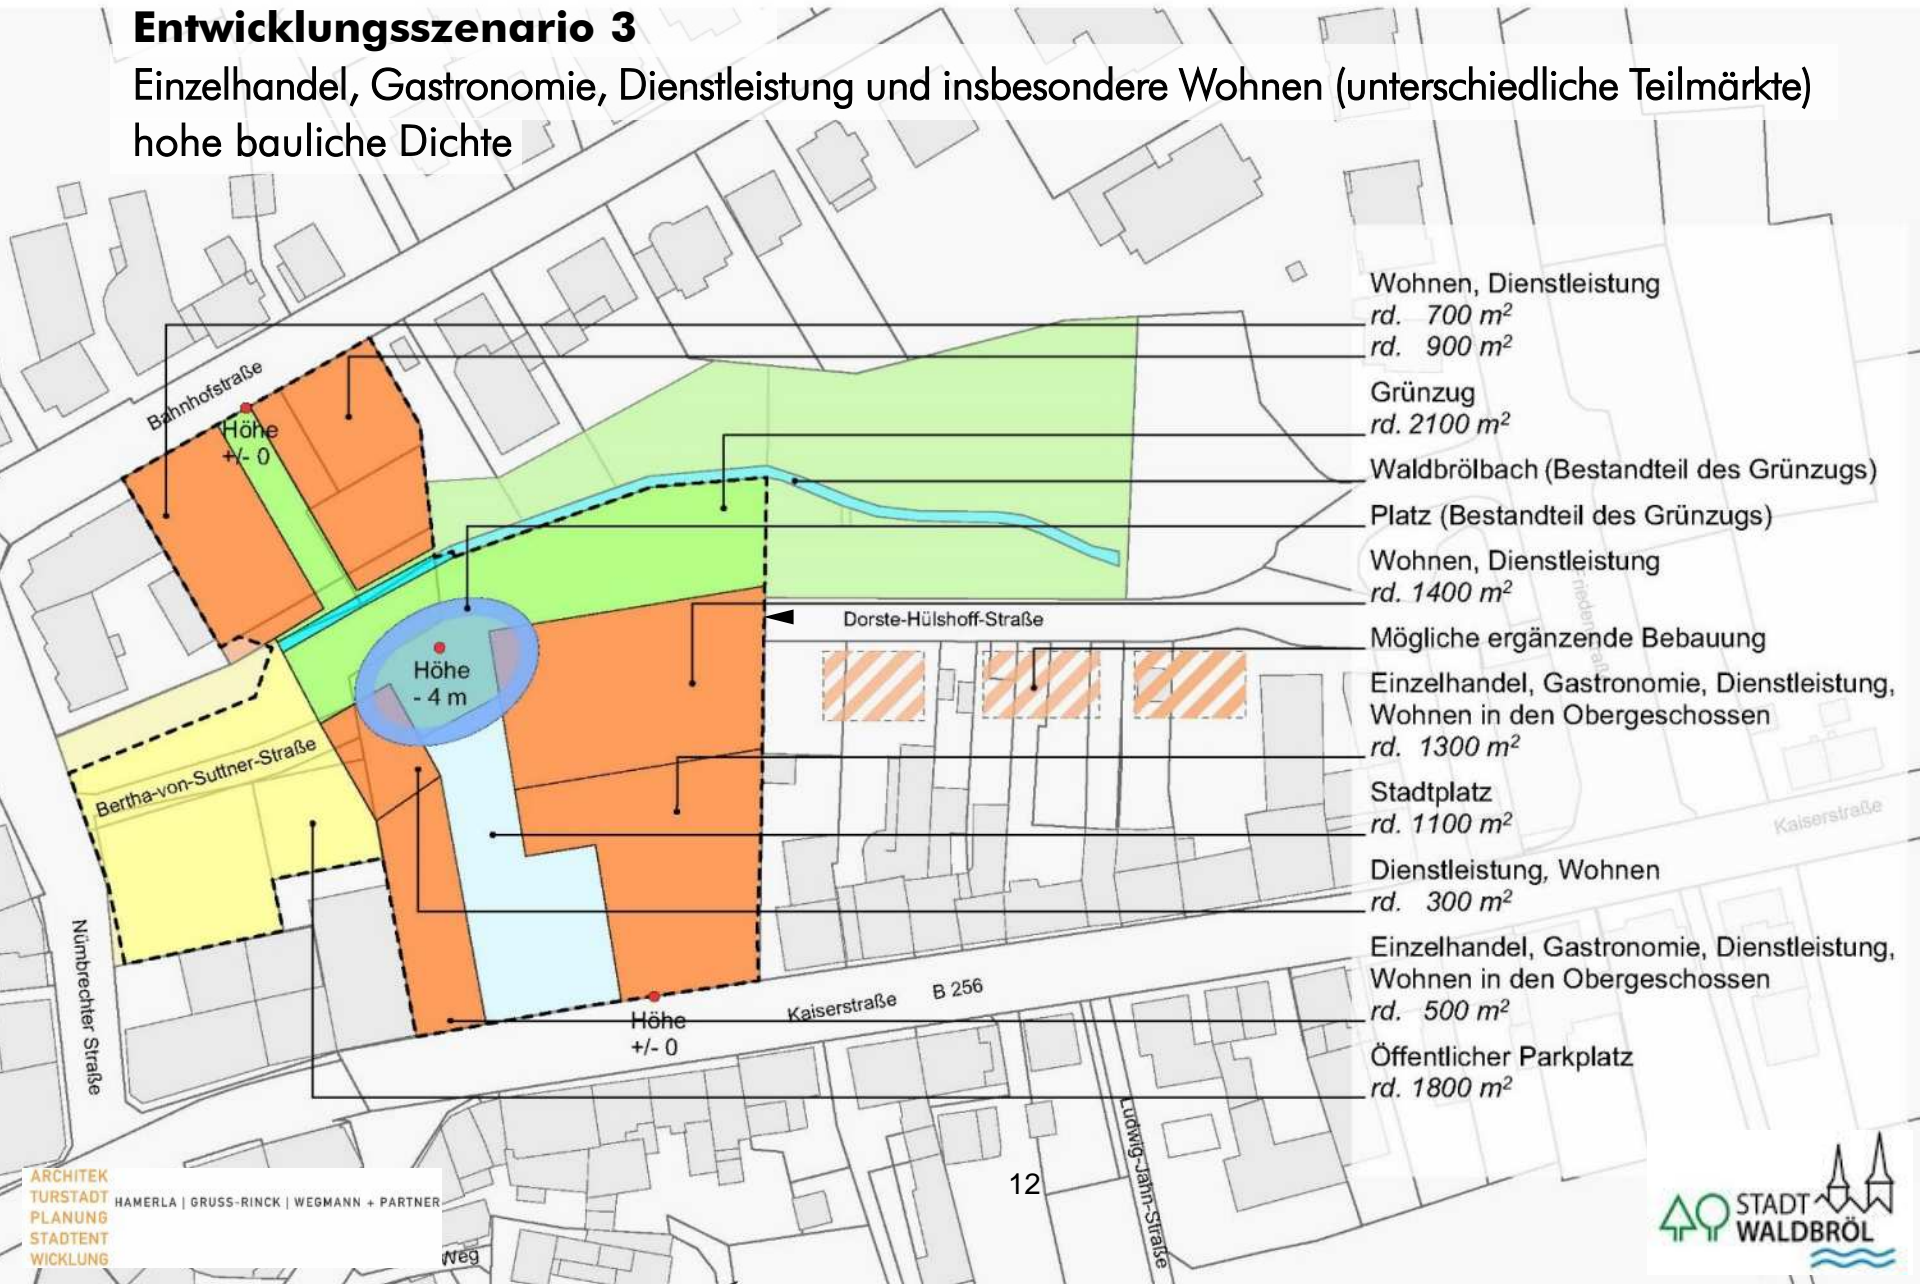 Entwicklungsszenario 3
Einzelhandel, Gastronomie, Dienstleistung und insbesondere Wohnen (unterschiedliche Teilmärkte)
hohe bauliche Dichte
Wohnen, Dienstleistung
rd. 700 m²
rd. 900 m²
Grünzug
rd. 2100 m²
Waldbrölbach (Bestandteil des Grünzugs)
Platz (Bestandteil des Grünzugs)
Wohnen, Dienstleistung
rd. 1400 m²
Mögliche ergänzende Bebauung
Einzelhandel, Gastronomie, Dienstleistung,
Wohnen in den Obergeschossen
rd. 1300 m²
Stadtplatz
rd. 1100 m²
Dienstleistung, Wohnen
rd. 300 m²
Einzelhandel, Gastronomie, Dienstleistung,
Wohnen in den Obergeschossen
rd. 500 m²
Öffentlicher Parkplatz
rd. 1800 m²
Bahnhofstraße
Höhe
+/- 0
Höhe
- 4 m
Dorste-Hülshoff-Straße
Bertha-von-Suttner-Straße
Nümbrechter Straße
Höhe
+/- 0
Kaiserstraße
B 256
Kaiserstraße
Ludwig-Jahn-Straße
Weg
12
ARCHITEK
TURSTADT
PLANUNG
STADTENT
WICKLUNG
HAMERLA | GRUSS-RINCK | WEGMANN + PARTNER
STADT
WALDBRÖL